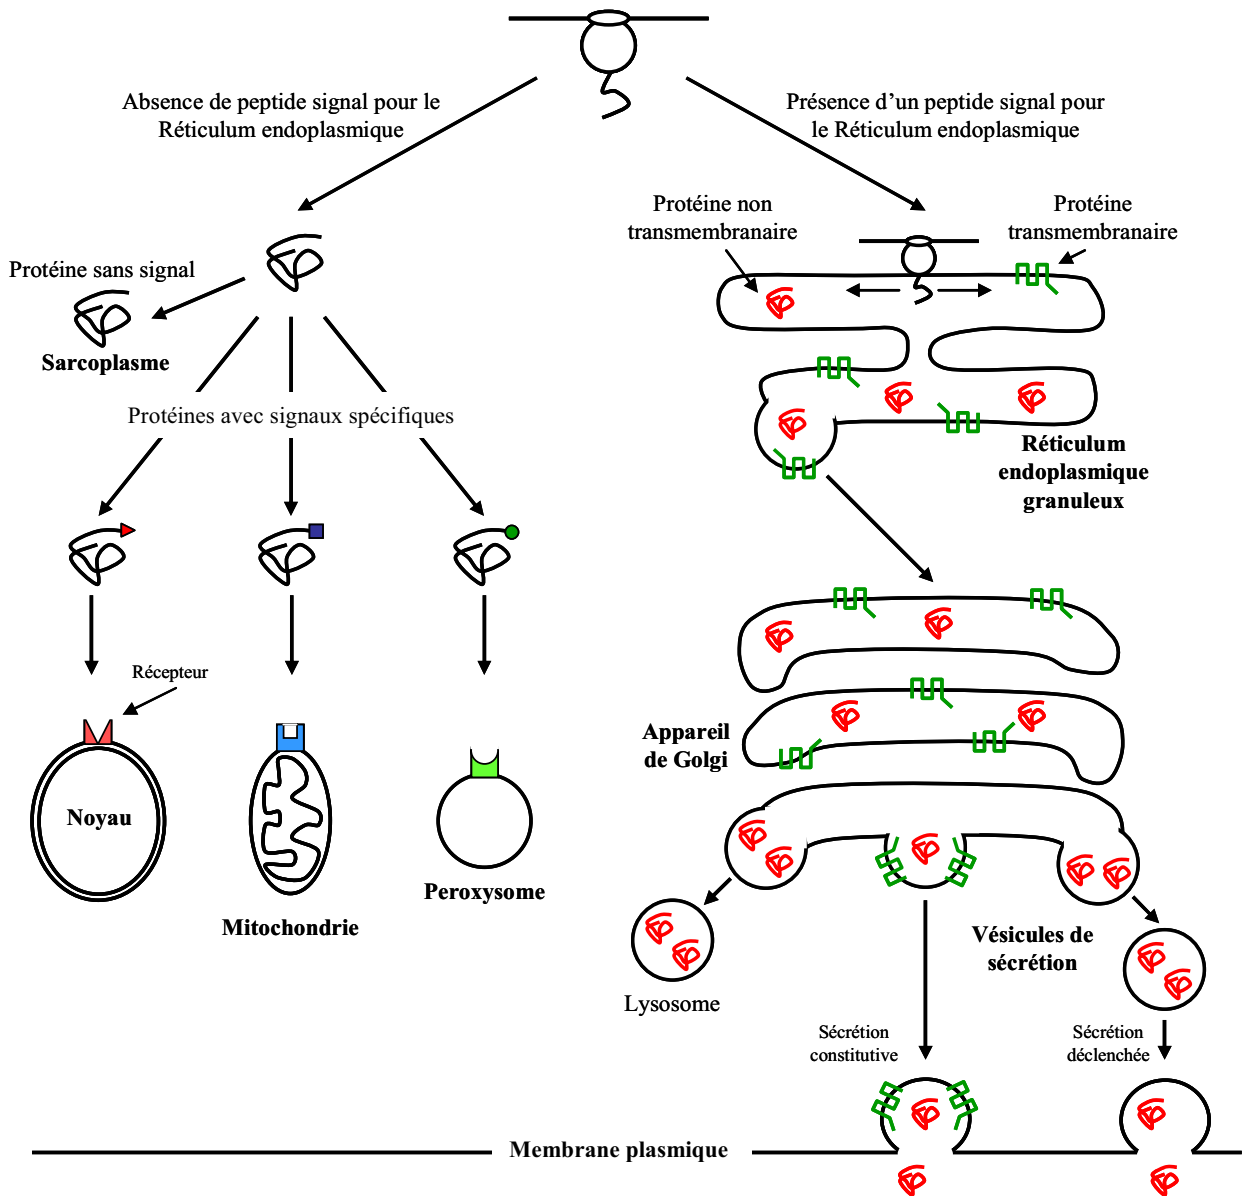 Absence de peptide signal pour le
Réticulum endoplasmique
Présence d’un peptide signal pour
le Réticulum endoplasmique
Protéine non
transmembranaire
Protéine
transmembranaire
Protéine sans signal
Sarcoplasme
Protéines avec signaux spécifiques
Réticulum
endoplasmique
granuleux
Récepteur
Noyau
Mitochondrie
Peroxysome
Appareil
de Golgi
Lysosome
Vésicules de
sécrétion
Sécrétion
constitutive
Sécrétion
déclenchée
Membrane plasmique